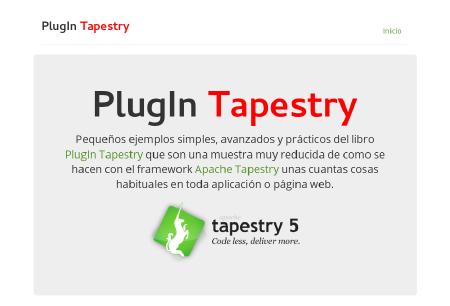 PlugIn Tapestry
Inicio
PlugIn Tapestry
Pequeños ejemplos simples, avanzados y prácticos del libro
PlugIn Tapestry que son una muestra muy reducida de como se
hacen con el framework Apache Tapestry unas cuantas cosas
habituales en toda aplicación o página web.
apache
tapestry 5
Code less, deliver more.